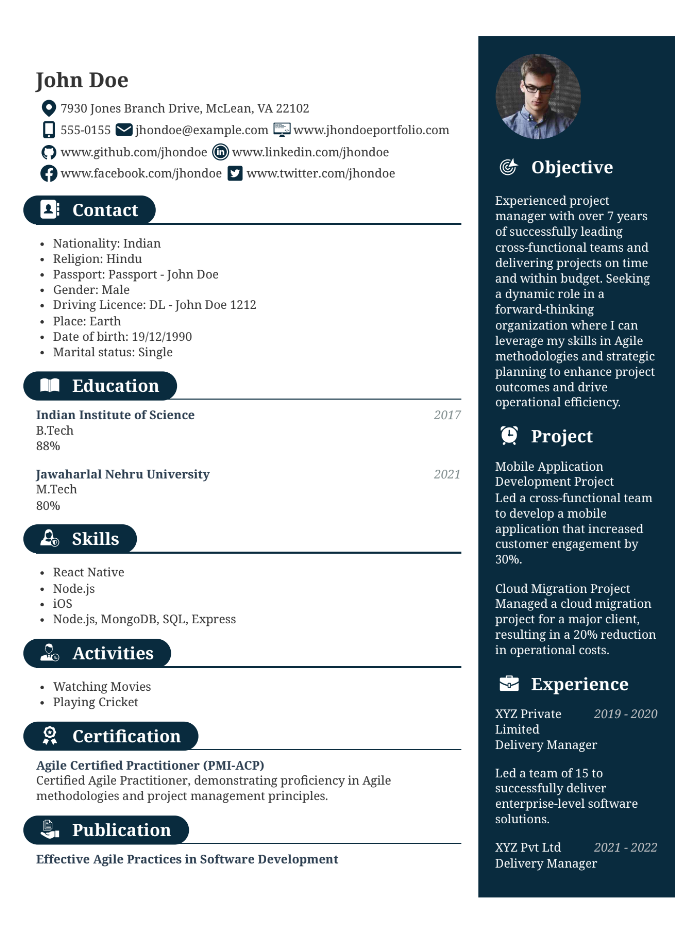 John Doe
7930 Jones Branch Drive, McLean, VA 22102
555-0155 jhondoe@example.com www.jhondoeportfolio.com
www.github.com/jhondoe www.linkedin.com/jhondoe
www.facebook.com/jhondoe www.twitter.com/jhondoe
Contact
• Nationality: Indian
• Religion: Hindu
• Passport: Passport - John Doe
• Gender: Male
• Driving Licence: DL - John Doe 1212
• Place: Earth
• Date of birth: 19/12/1990
• Marital status: Single
Education
Indian Institute of Science 2017
B.Tech
88%
Jawaharlal Nehru University 2021
M.Tech
80%
Skills
• React Native
• Node.js
• iOS
• Node.js, MongoDB, SQL, Express
Activities
• Watching Movies
• Playing Cricket
Certification
Agile Certified Practitioner (PMI-ACP)
Certified Agile Practitioner, demonstrating proficiency in Agile
methodologies and project management principles.
Publication
Effective Agile Practices in Software Development
Objective
Experienced project
manager with over 7 years
of successfully leading
cross-functional teams and
delivering projects on time
and within budget. Seeking
a dynamic role in a
forward-thinking
organization where I can
leverage my skills in Agile
methodologies and strategic
planning to enhance project
outcomes and drive
operational efficiency.
Project
Mobile Application
Development Project
Led a cross-functional team
to develop a mobile
application that increased
customer engagement by
30%.
Cloud Migration Project
Managed a cloud migration
project for a major client,
resulting in a 20% reduction
in operational costs.
Experience
XYZ Private 2019 - 2020
Limited
Delivery Manager
Led a team of 15 to
successfully deliver
enterprise-level software
solutions.
XYZ Pvt Ltd 2021 - 2022
Delivery Manager